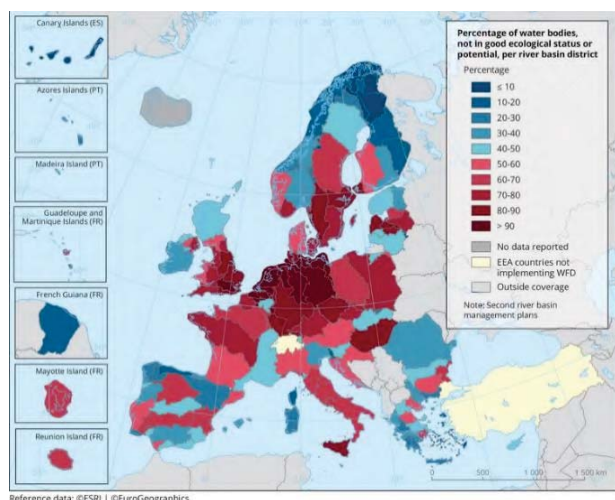 Canary Islands (ES)
Azores Islands (PT)
Madeira Island (PT)
Guadeloupe and
Martinique Islands (FR)
French Guiana (FR)
Mayotte Island (FR)
Reunion Island (FR)
Percentage of water bodies,
not in good ecological status or
potential, per river basin district
Percentage
≤ 10
10-20
20-30
30-40
40-50
50-60
60-70
70-80
80-90
> 90
No data reported
EEA countries not
implementing WFD
Outside coverage
Note: Second river basin
management plans
0 500 1 000 1 500 km
Reference data: ©ESRI | ©EuroGeographics